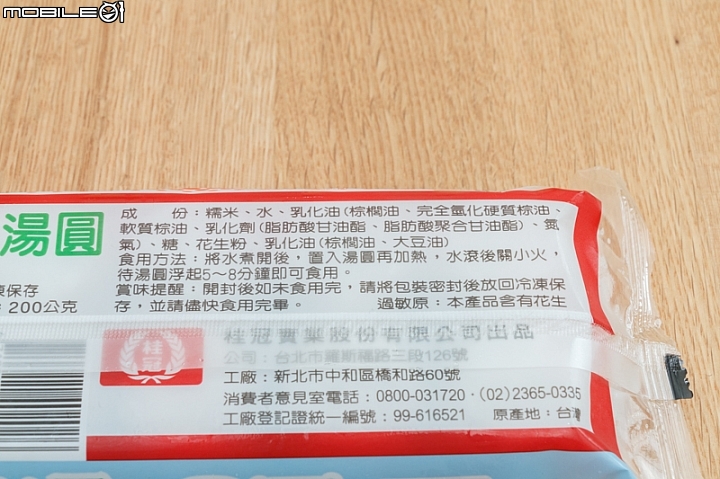 MOBILE01
湯圓
成　份：糯米、水、乳化油(棕櫚油、完全氫化硬質棕油、
軟質棕油、乳化劑(脂肪酸甘油酯、脂肪酸聚合甘油酯)、氮
氣)、糖、花生粉、乳化油(棕櫚油、大豆油)
食用方法：將水煮開後，置入湯圓再加熱，水滾後關小火，
待湯圓浮起5～8分鐘即可食用。
賞味提醒：開封後如未食用完，請將包裝密封後放回冷凍保
存，並請儘快食用完畢。　過敏原：本產品含有花生
凍保存
：200公克
桂冠實業股份有限公司出品
公司：台北市羅斯福路三段126號
工廠：新北市中和區橋和路60號
消費者意見室電話：0800-031720・(02)2365-0335
工廠登記證統一編號：99-616521　原產地：台灣
桂冠